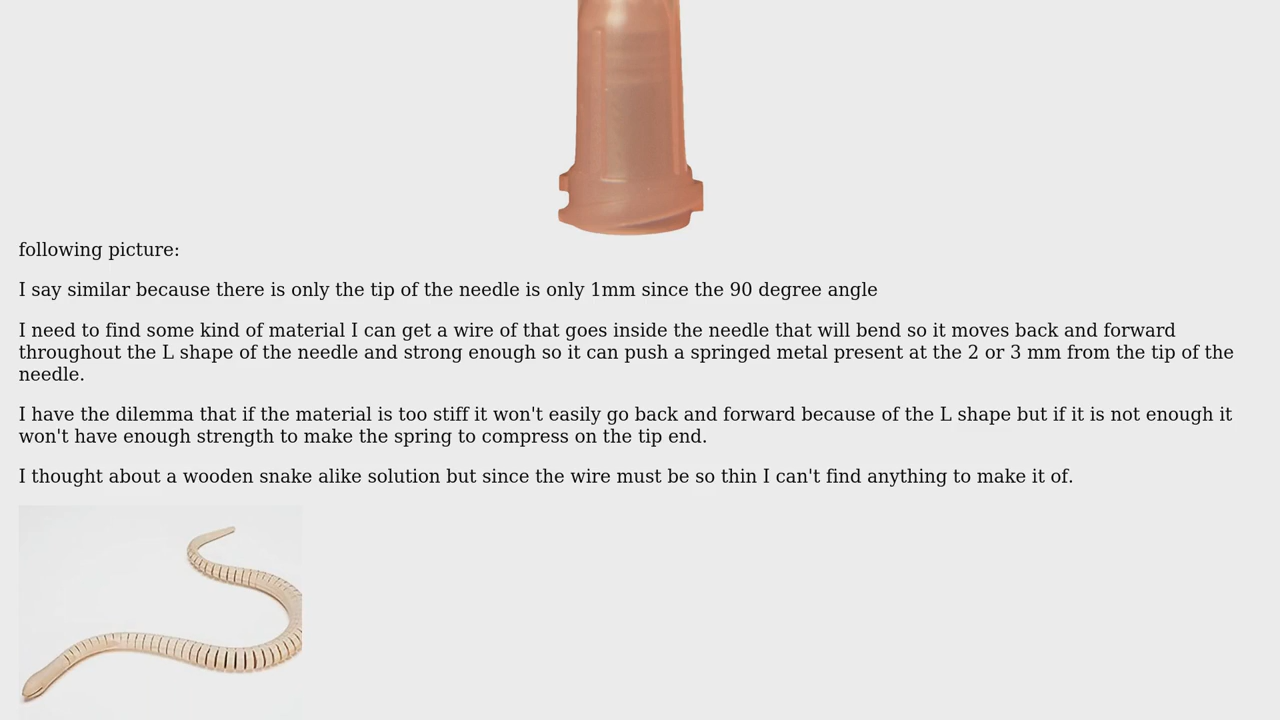 following picture:
I say similar because there is only the tip of the needle is only 1mm since the 90 degree angle
I need to find some kind of material I can get a wire of that goes inside the needle that will bend so it moves back and forward
throughout the L shape of the needle and strong enough so it can push a springed metal present at the 2 or 3 mm from the tip of the
needle.
I have the dilemma that if the material is too stiff it won't easily go back and forward because of the L shape but if it is not enough it
won't have enough strength to make the spring to compress on the tip end.
I thought about a wooden snake alike solution but since the wire must be so thin I can't find anything to make it of.